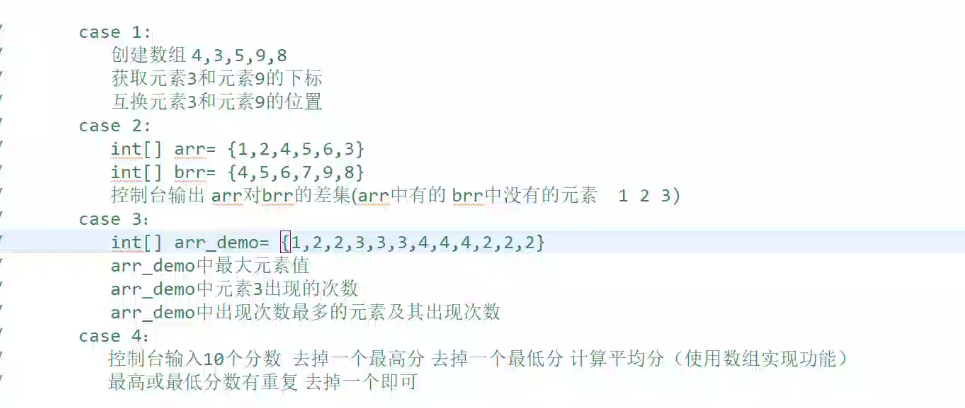 case 1:
创建数组 4,3,5,9,8
获取元素3和元素9的下标
互换元素3和元素9的位置
case 2:
int[] arr= {1,2,4,5,6,3}
int[] brr= {4,5,6,7,9,8}
控制台输出 arr对brr的差集(arr中有的 brr中没有的元素  1 2 3)
case 3:
int[] arr_demo= {1,2,2,3,3,3,4,4,4,2,2,2}
arr_demo中最大元素值
arr_demo中元素3出现的次数
arr_demo中出现次数最多的元素及其出现次数
case 4:
控制台输入10个分数 去掉一个最高分 去掉一个最低分 计算平均分（使用数组实现功能）
最高或最低分数有重复 去掉一个即可